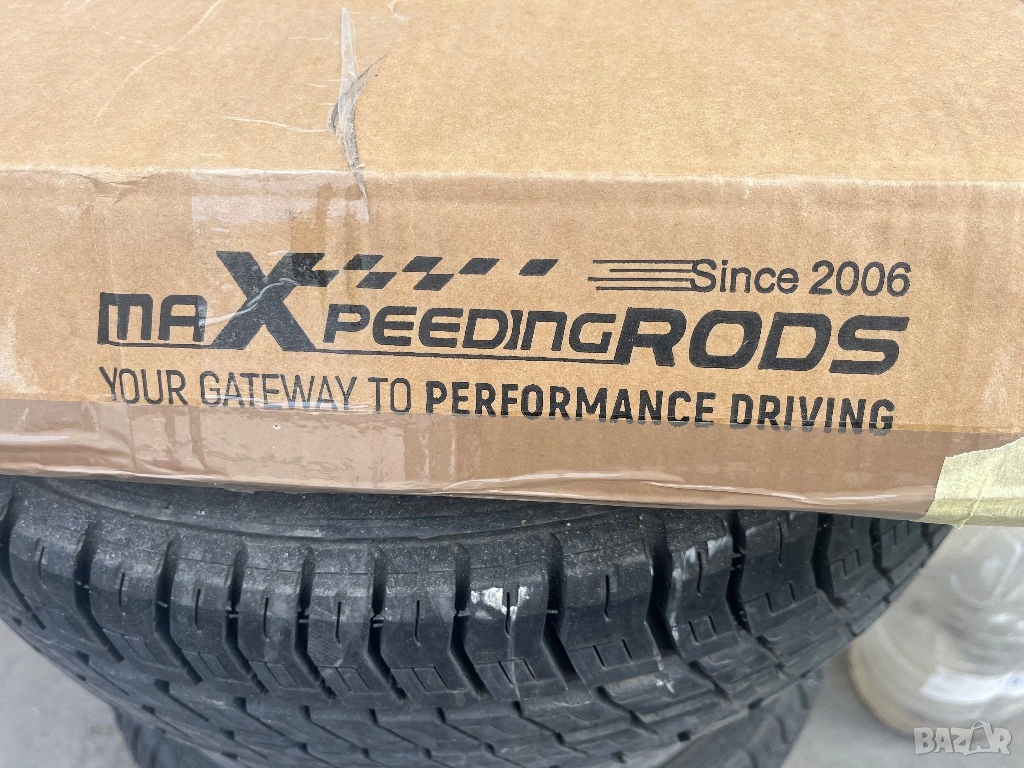 Since 2006
maXpeedingRODS
YOUR GATEWAY TO PERFORMANCE DRIVING
BAZAR